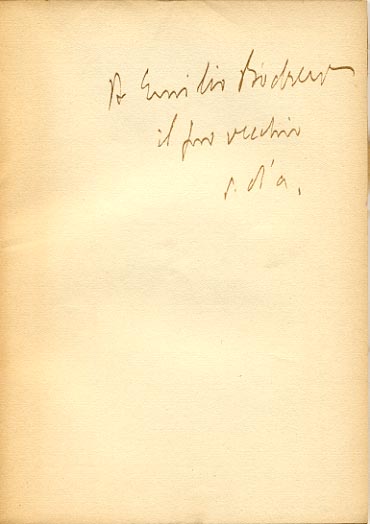 A Emilio Bodrero
il suo vecchio
s. d'a.